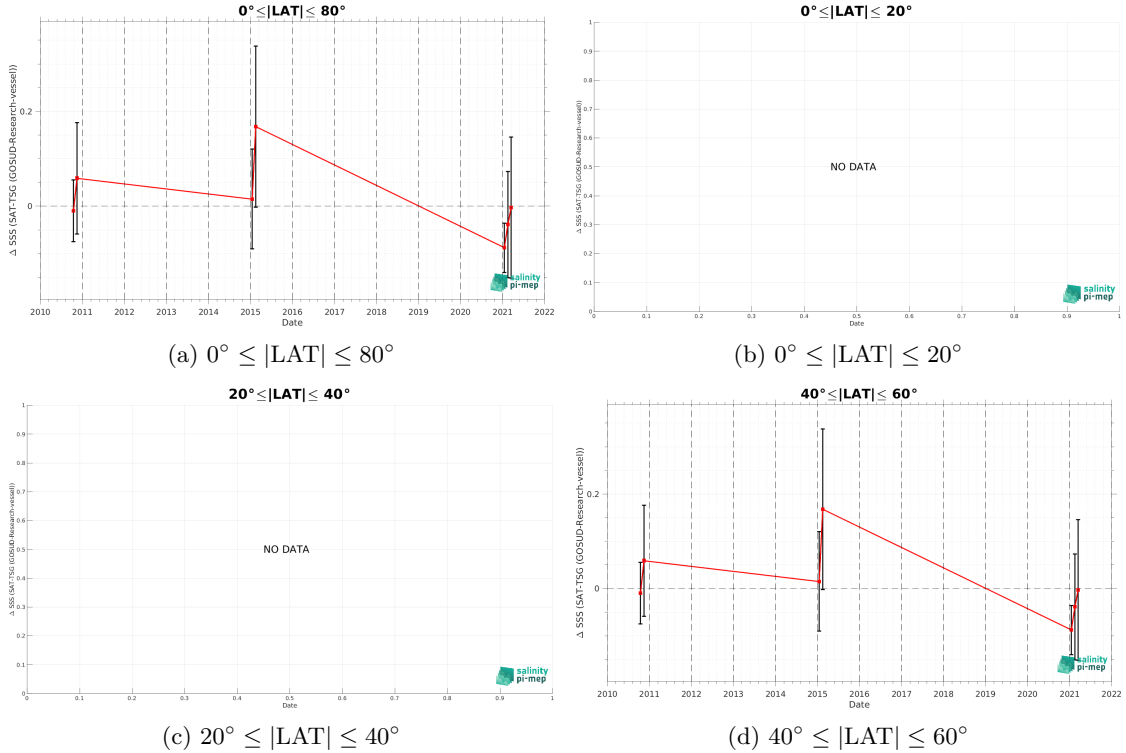 0°≤|LAT|≤ 80°
Δ SSS (SAT-TSG (GOSUD-Research-vessel))
0.2
0
2010 2011 2012 2013 2014 2015 2016 2017 2018 2019 2020 2021 2022
Date
salinity
pi-mep
(a) 0° ≤ |LAT| ≤ 80°
0°≤|LAT|≤ 20°
Δ SSS (SAT-TSG (GOSUD-Research-vessel))
1
0.9
0.8
0.7
0.6
0.5
0.4
0.3
0.2
0.1
0
NO DATA
0 0.1 0.2 0.3 0.4 0.5 0.6 0.7 0.8 0.9 1
Date
salinity
pi-mep
(b) 0° ≤ |LAT| ≤ 20°
20°≤|LAT|≤ 40°
Δ SSS (SAT-TSG (GOSUD-Research-vessel))
1
0.9
0.8
0.7
0.6
0.5
0.4
0.3
0.2
0.1
0
NO DATA
0 0.1 0.2 0.3 0.4 0.5 0.6 0.7 0.8 0.9 1
Date
salinity
pi-mep
(c) 20° ≤ |LAT| ≤ 40°
40°≤|LAT|≤ 60°
Δ SSS (SAT-TSG (GOSUD-Research-vessel))
0.2
0
2010 2011 2012 2013 2014 2015 2016 2017 2018 2019 2020 2021 2022
Date
salinity
pi-mep
(d) 40° ≤ |LAT| ≤ 60°